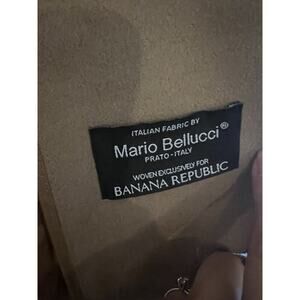 ITALIAN FABRIC BY
Mario Bellucci®
PRATO - ITALY
WOVEN EXCLUSIVELY FOR
BANANA REPUBLIC